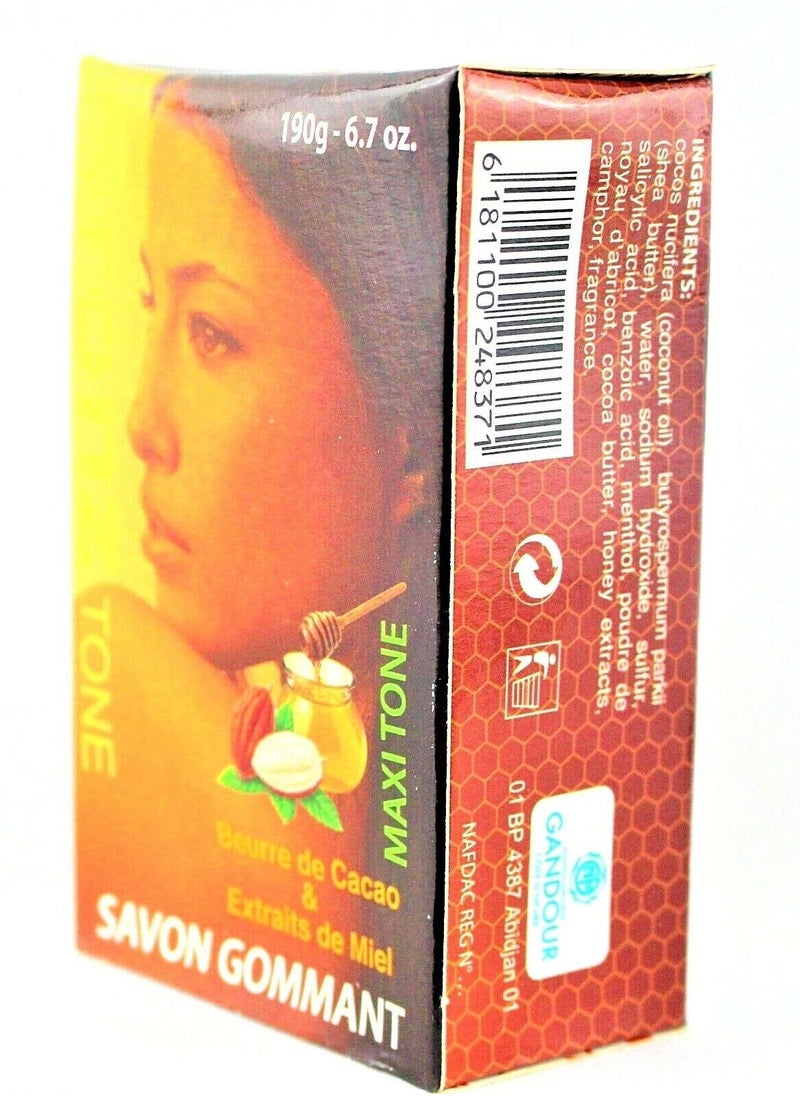 190g - 6.7 oz.
TONE
MAXI TONE
Beurre de Cacao
&
Extraits de Miel
SAVON GOMMANT
INGREDIENTS:
cocos nucifera (coconut oil), butyrospermum parkii
(shea butter), water, sodium hydroxide, sulfur,
salicylic acid, benzoic acid, menthol, poudre de
noyau d'abricot, cocoa butter, honey extracts,
camphor, fragrance.
6 181100 248371
GANDOUR
01 BP 4387 Abidjan 01
NAFDAC REG N° ...